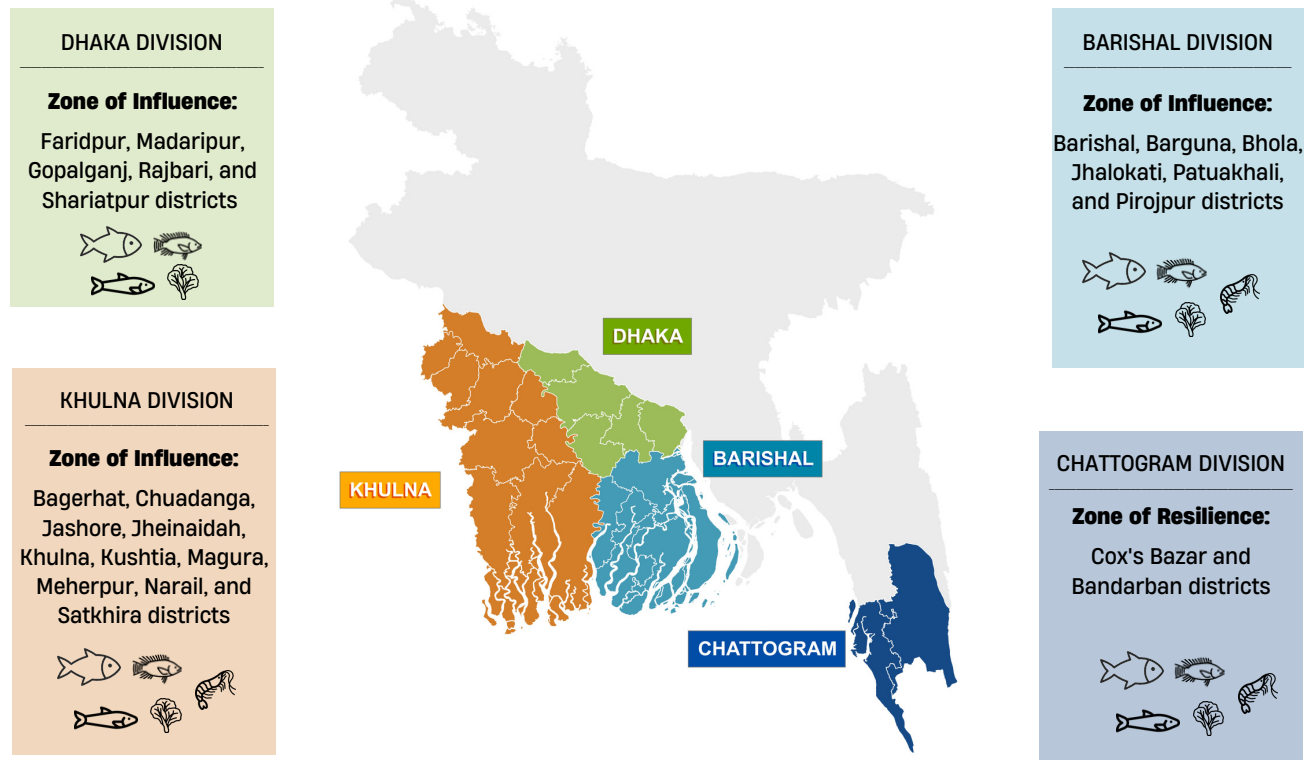 DHAKA DIVISION
Zone of Influence:
Faridpur, Madaripur,
Gopalganj, Rajbari, and
Shariatpur districts
KHULNA DIVISION
Zone of Influence:
Bagerhat, Chuadanga,
Jashore, Jheinaidah,
Khulna, Kushtia, Magura,
Meherpur, Narail, and
Satkhira districts
DHAKA
BARISHAL
KHULNA
CHATTOGRAM
BARISHAL DIVISION
Zone of Influence:
Barishal, Barguna, Bhola,
Jhalokati, Patuakhali,
and Pirojpur districts
CHATTOGRAM DIVISION
Zone of Resilience:
Cox's Bazar and
Bandarban districts